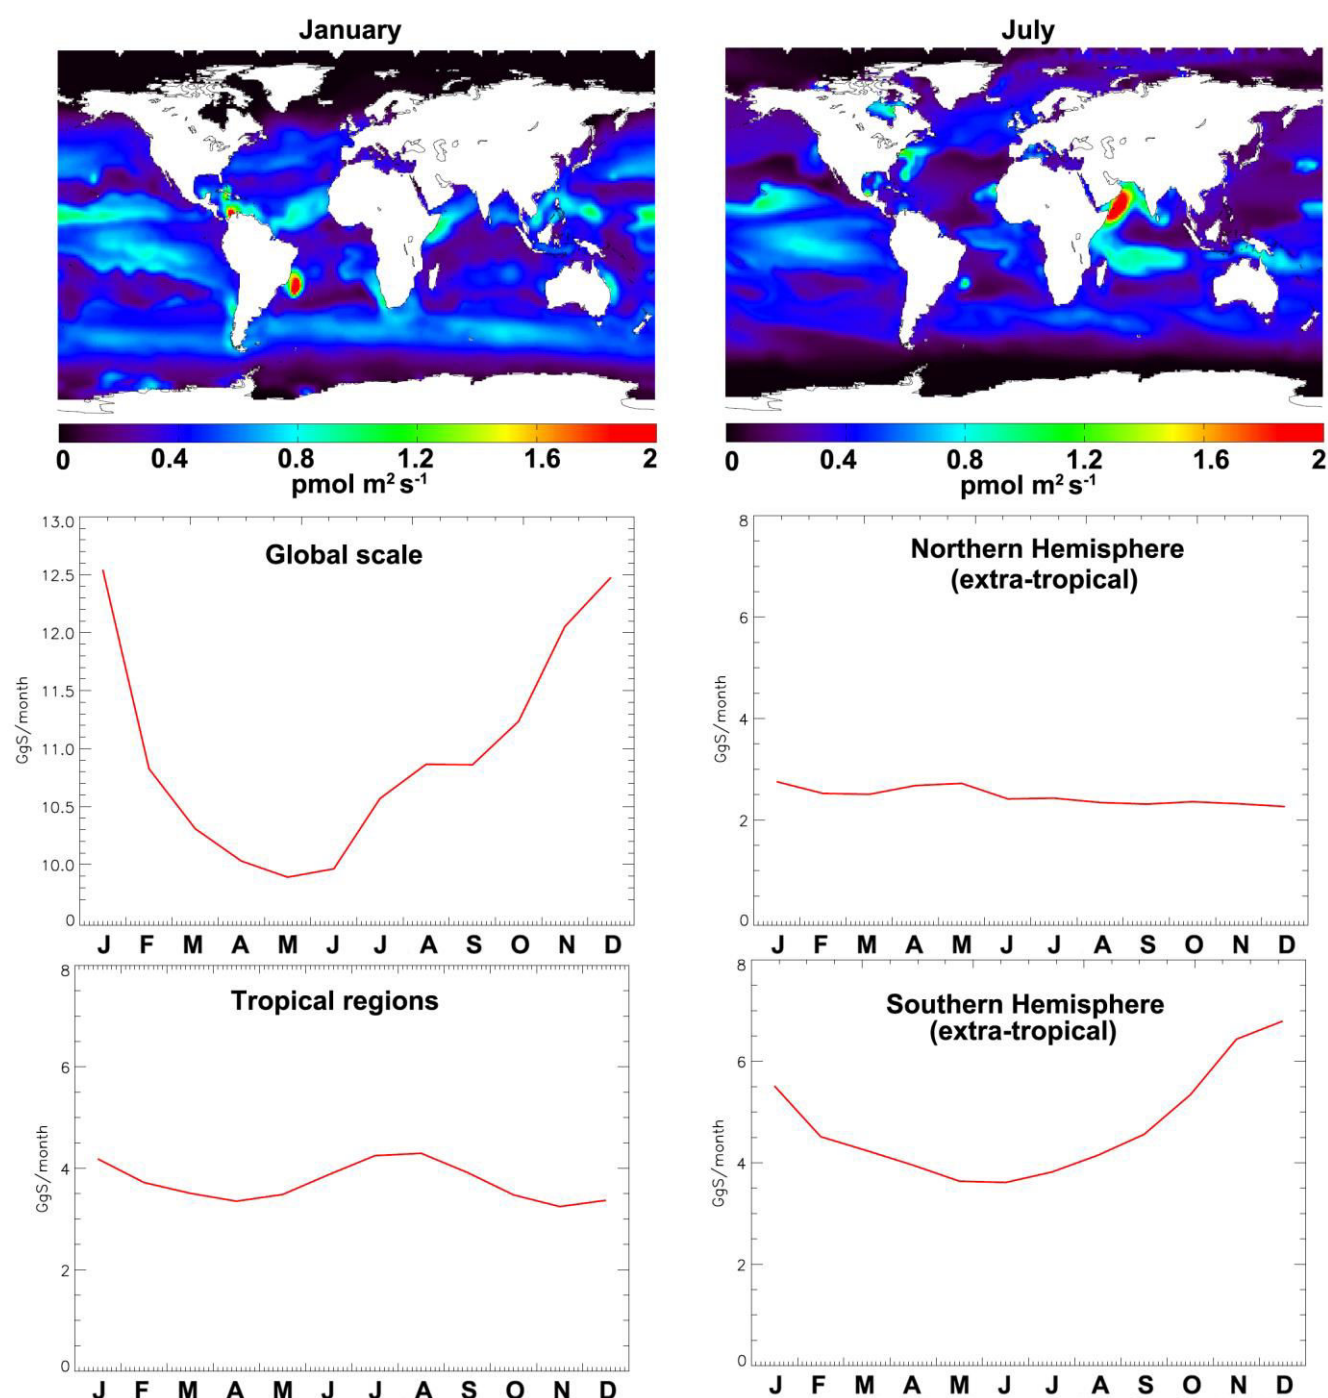 January
July
0 0.4 0.8 1.2 1.6 2
pmol m² s⁻¹
0 0.4 0.8 1.2 1.6 2
pmol m² s⁻¹
Global scale
13.0
12.5
12.0
11.5
11.0
10.5
10.0
0
GgS/month
J F M A M J J A S O N D
Northern Hemisphere
(extra-tropical)
8
6
4
2
0
GgS/month
J F M A M J J A S O N D
Tropical regions
8
6
4
2
0
GgS/month
J F M A M J J A S O N D
Southern Hemisphere
(extra-tropical)
8
6
4
2
0
GgS/month
J F M A M J J A S O N D